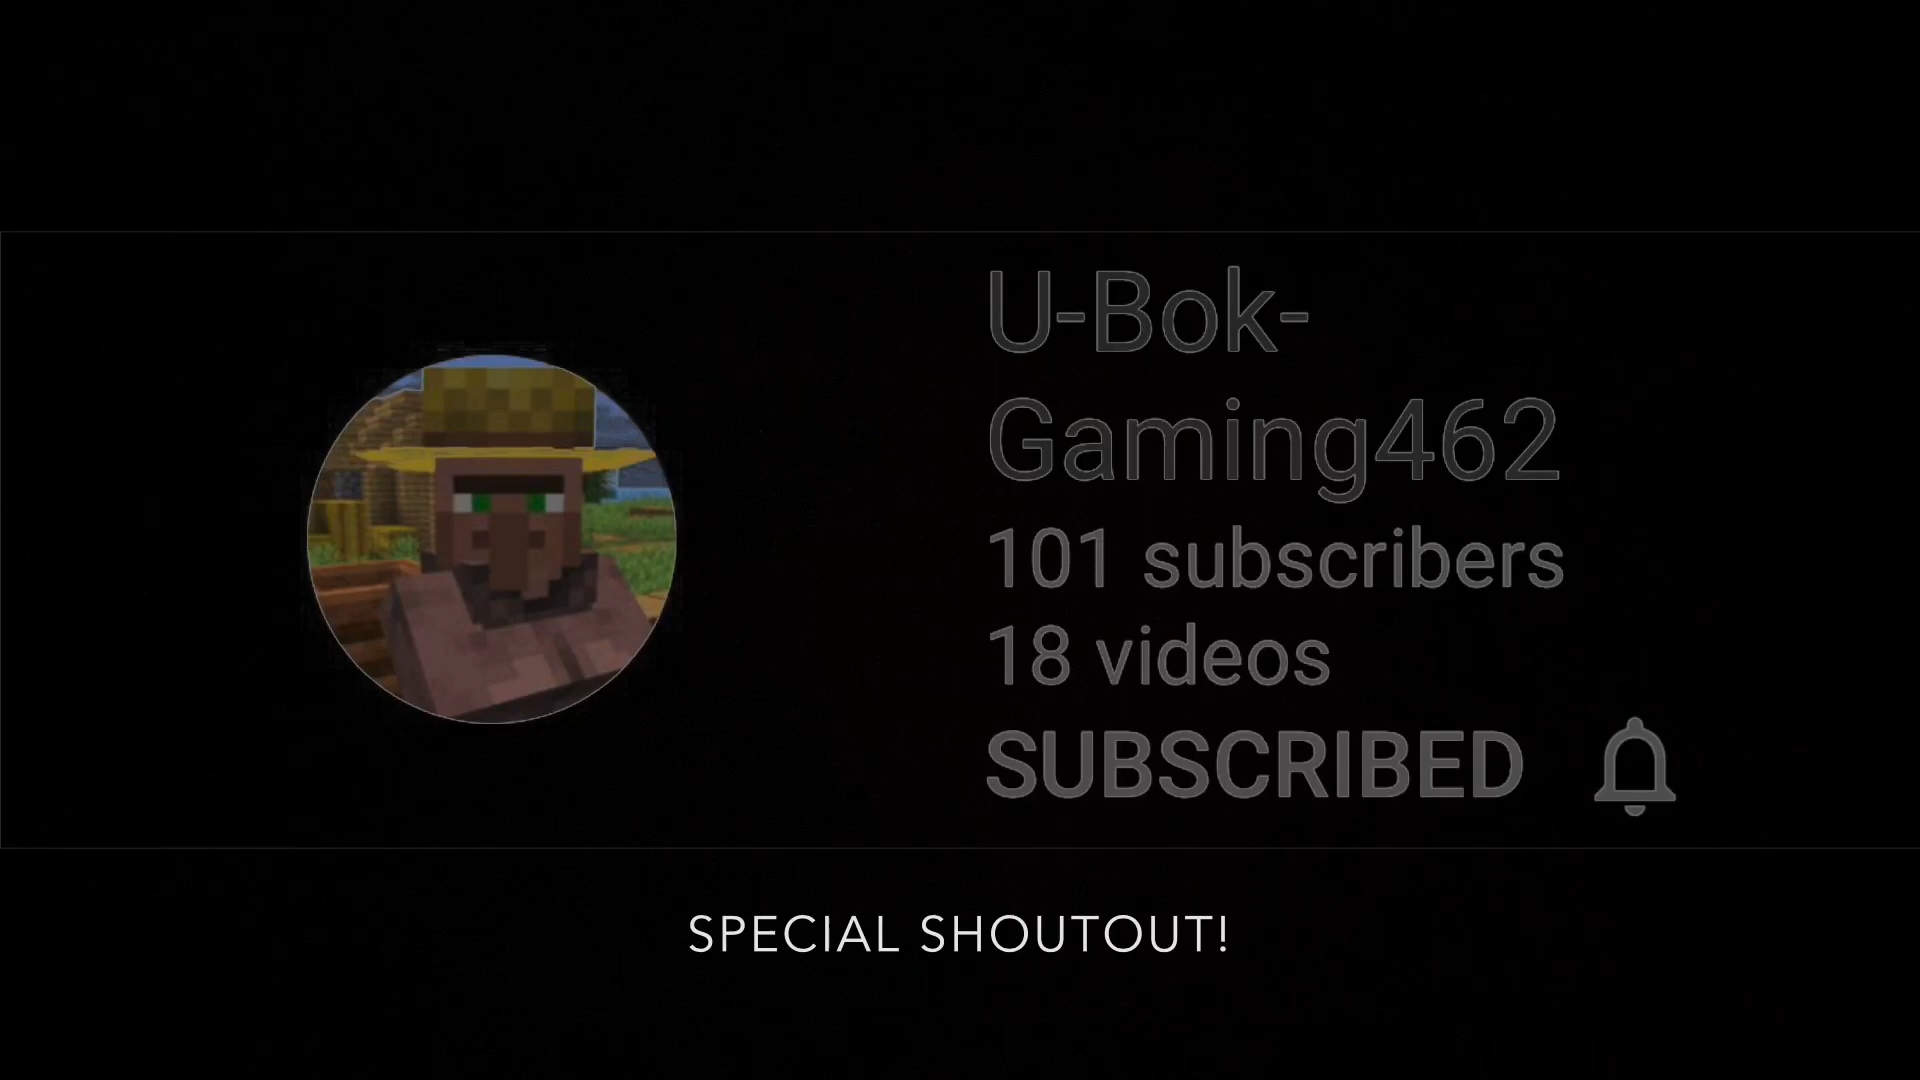 U-Bok-
Gaming462
101 subscribers
18 videos
SUBSCRIBED
SPECIAL SHOUTOUT!